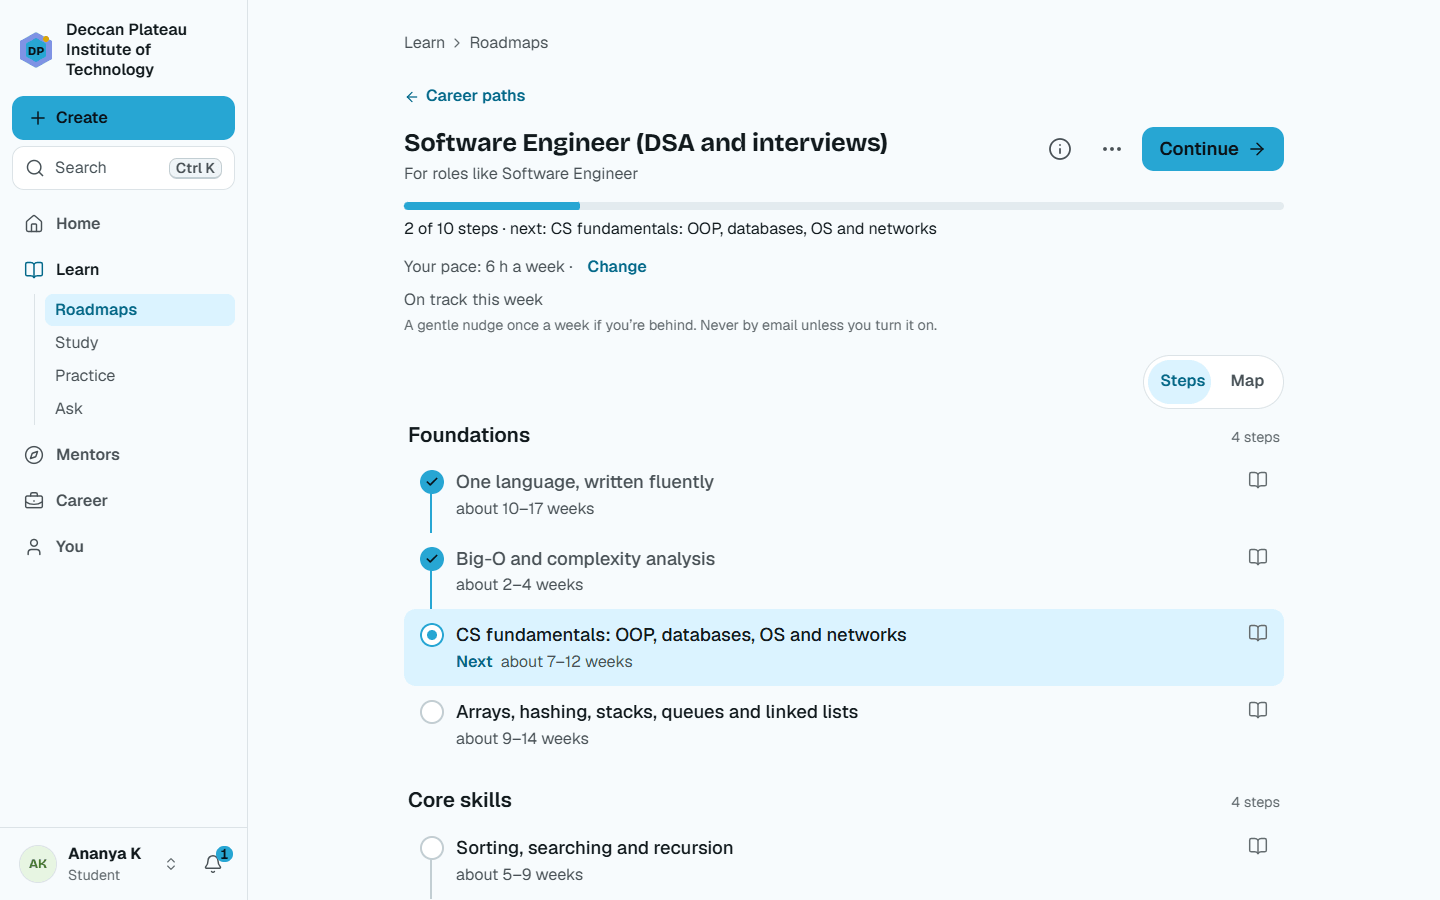 Deccan Plateau
Institute of
Technology
DP
Create
Search
Ctrl K
Home
Learn
Roadmaps
Study
Practice
Ask
Mentors
Career
You
AK
Ananya K
Student
1
Learn
Roadmaps
Career paths
Software Engineer (DSA and interviews)
For roles like Software Engineer
Continue
2 of 10 steps · next: CS fundamentals: OOP, databases, OS and networks
Your pace: 6 h a week · Change
On track this week
A gentle nudge once a week if you're behind. Never by email unless you turn it on.
Steps
Map
Foundations
4 steps
One language, written fluently
about 10–17 weeks
Big-O and complexity analysis
about 2–4 weeks
CS fundamentals: OOP, databases, OS and networks
Next about 7–12 weeks
Arrays, hashing, stacks, queues and linked lists
about 9–14 weeks
Core skills
4 steps
Sorting, searching and recursion
about 5–9 weeks